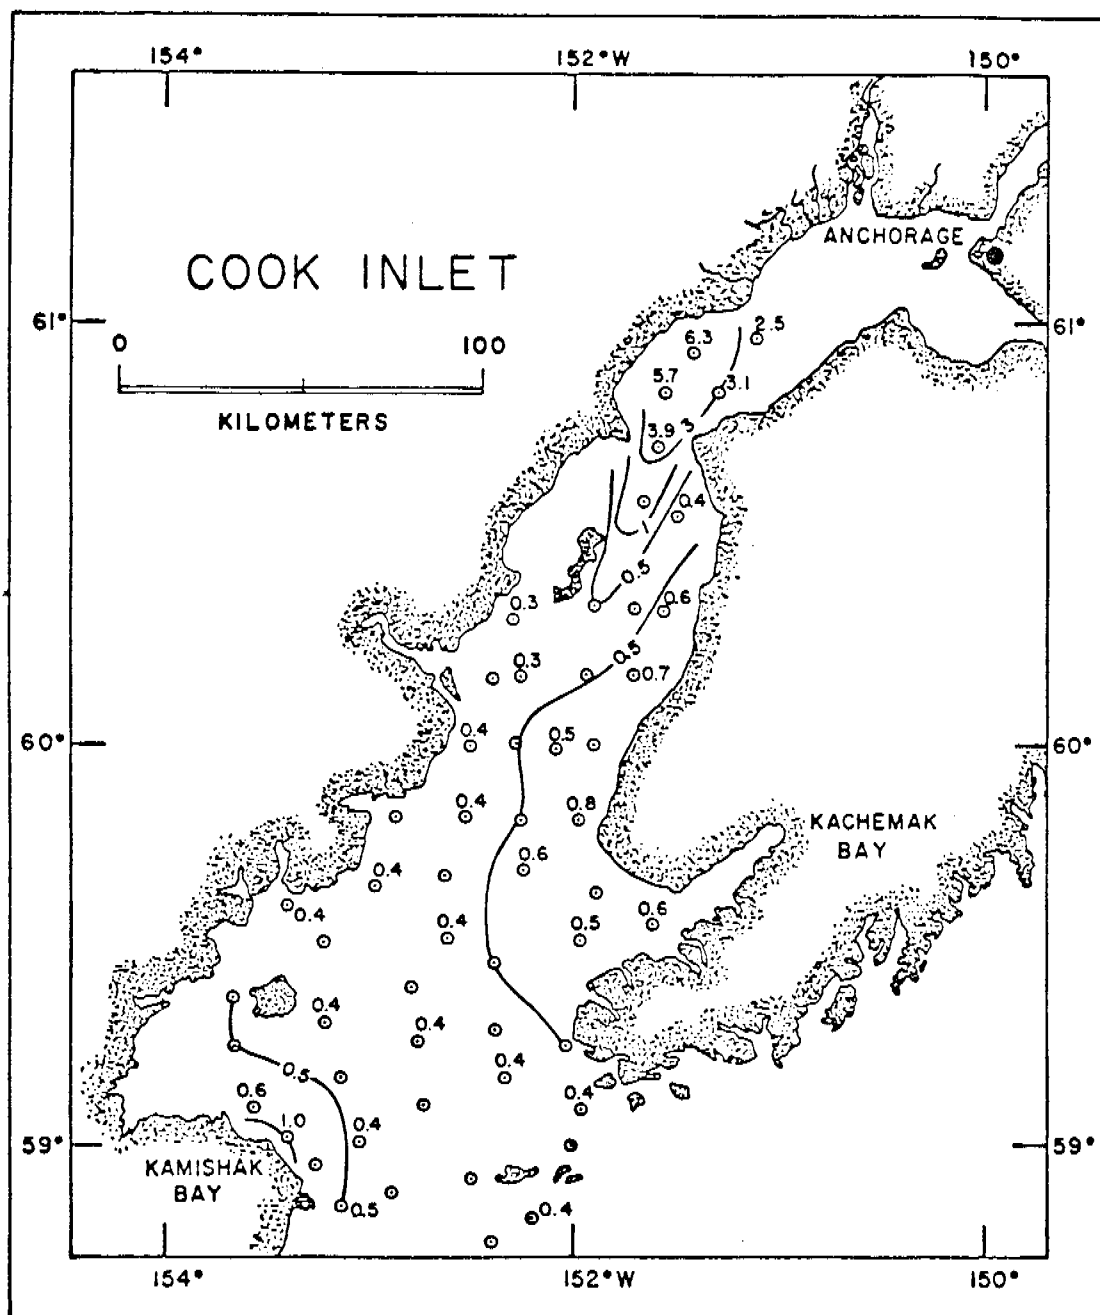 154° 152°W 150°
ANCHORAGE
COOK INLET
61° 61°
0 100
KILOMETERS
6.3 2.5
5.7 3.1
3.9 3
0.4
1
0.5
0.3 0.6
0.5
0.3 0.7
60° 0.4 0.5 60°
0.4 0.8
KACHEMAK
BAY
0.6
0.4
0.4 0.4 0.5 0.6
0.4 0.4
0.4
0.5
0.6 0.4
1.0 0.4
59° 59°
KAMISHAK
BAY
0.5 0.4
154° 152°W 150°